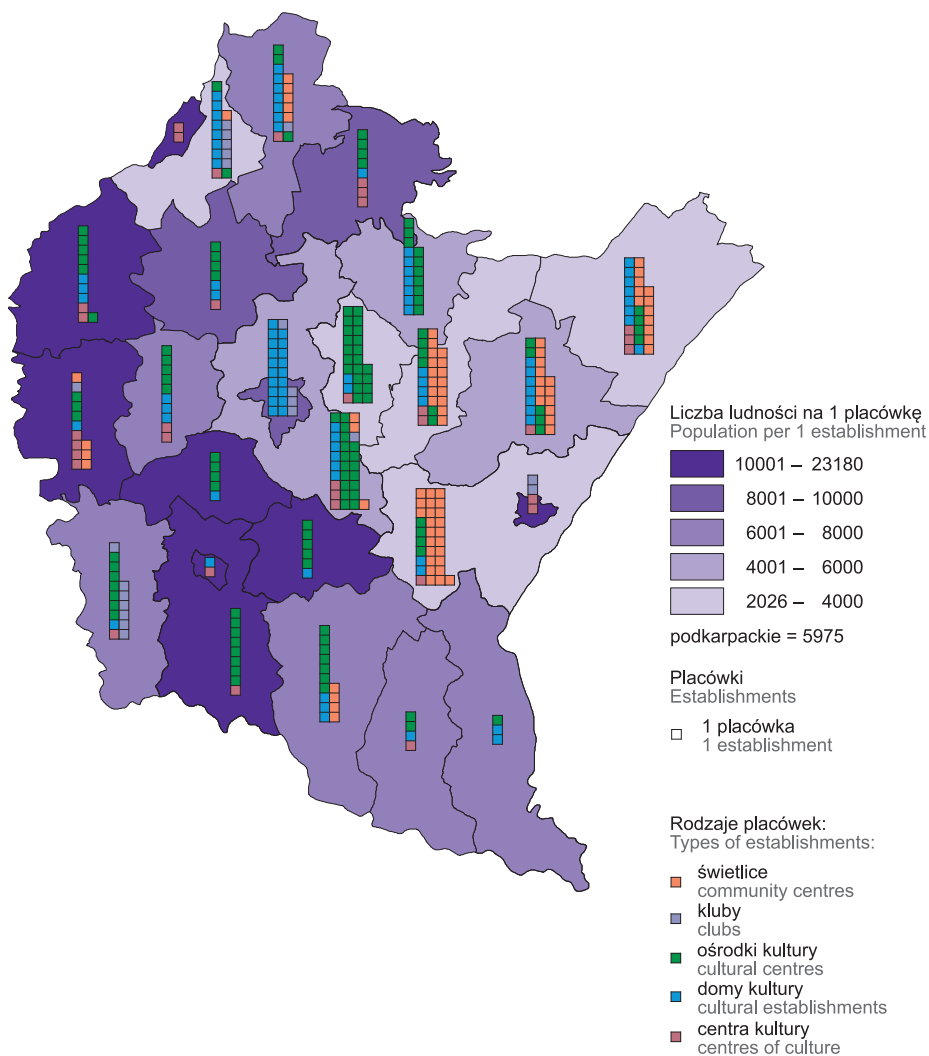 Liczba ludności na 1 placówkę
Population per 1 establishment
10001 – 23180
8001 – 10000
6001 – 8000
4001 – 6000
2026 – 4000
podkarpackie = 5975
Placówki
Establishments
1 placówka
1 establishment
Rodzaje placówek:
Types of establishments:
świetlice
community centres
kluby
clubs
ośrodki kultury
cultural centres
domy kultury
cultural establishments
centra kultury
centres of culture